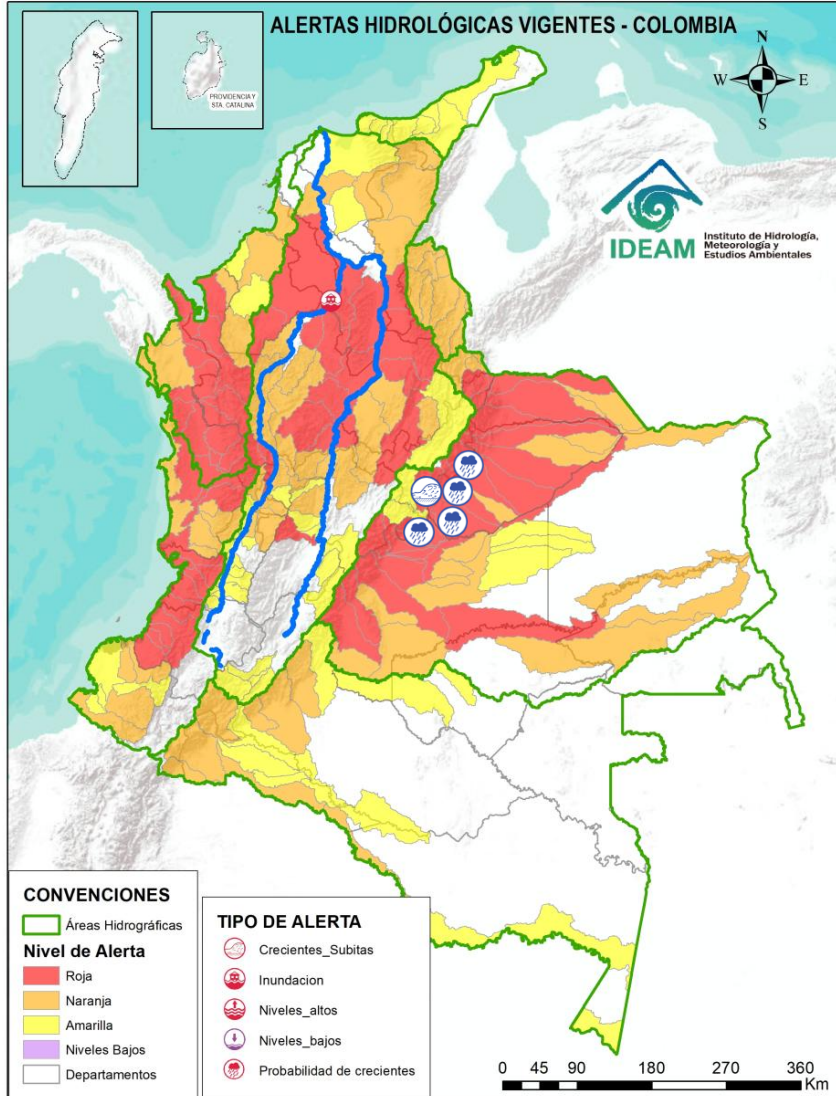 ALERTAS HIDROLÓGICAS VIGENTES - COLOMBIA
PROVIDENCIA Y
STA. CATALINA
N
W
E
S
IDEAM
Instituto de Hidrología,
Meteorología y
Estudios Ambientales
CONVENCIONES
Áreas Hidrográficas
Nivel de Alerta
Roja
Naranja
Amarilla
Niveles Bajos
Departamentos
TIPO DE ALERTA
Crecientes_Subitas
Inundacion
Niveles_altos
Niveles_bajos
Probabilidad de crecientes
0 45 90 180 270 360
Km